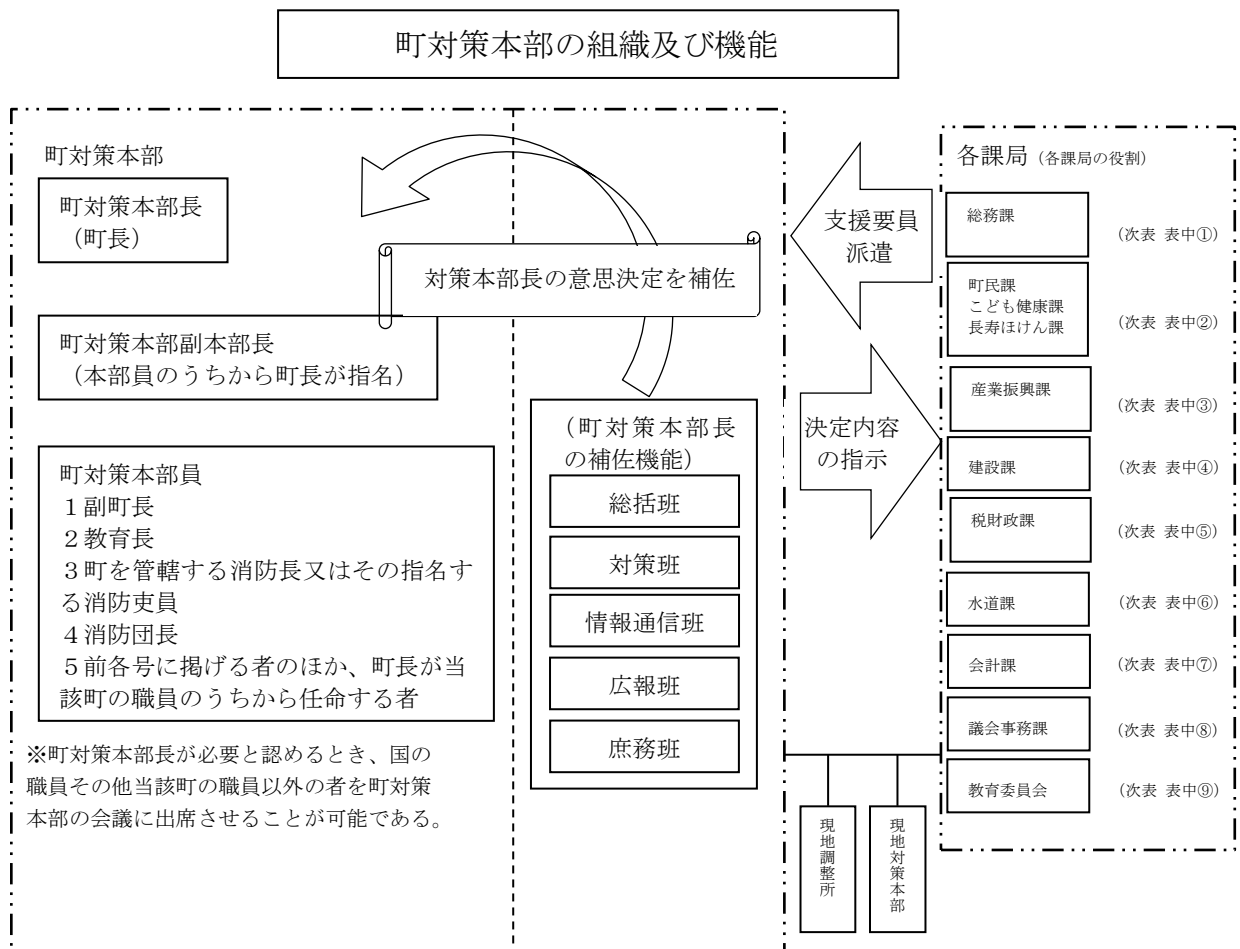 町対策本部の組織及び機能
町対策本部
町対策本部長
（町長）
対策本部長の意思決定を補佐
町対策本部副本部長
（本部員のうちから町長が指名）
町対策本部員
１副町長
２教育長
３町を管轄する消防長又はその指名す
る消防吏員
４消防団長
５前各号に掲げる者のほか、町長が当
該町の職員のうちから任命する者
※町対策本部長が必要と認めるとき、国の
職員その他当該町の職員以外の者を町対策
本部の会議に出席させることが可能である。
（町対策本部長
の補佐機能）
総括班
対策班
情報通信班
広報班
庶務班
支援要員
派遣
決定内容
の指示
現地調整所
現地対策本部
各課局（各課局の役割）
総務課
（次表 表中①）
町民課
こども健康課
長寿ほけん課
（次表 表中②）
産業振興課
（次表 表中③）
建設課
（次表 表中④）
税財政課
（次表 表中⑤）
水道課
（次表 表中⑥）
会計課
（次表 表中⑦）
議会事務課
（次表 表中⑧）
教育委員会
（次表 表中⑨）